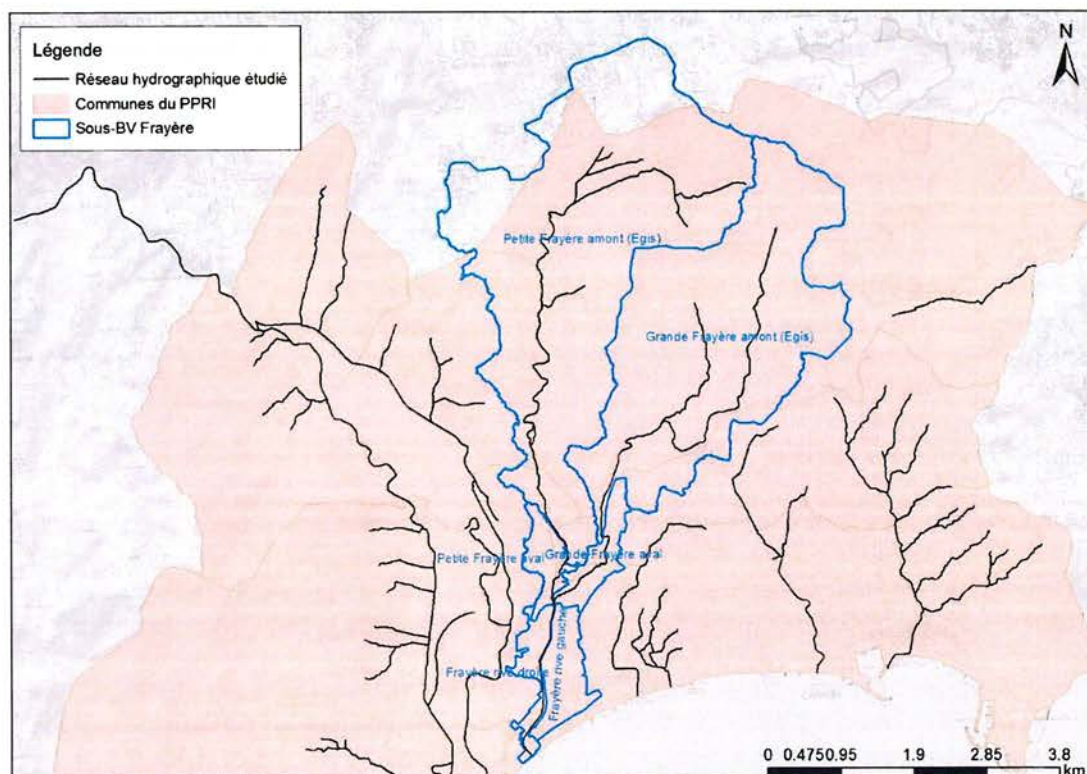 Légende
Réseau hydrographique étudié
Communes du PPRI
Sous-BV Frayère
N
Petite Frayère amont (Egis)
Grande Frayère amont (Egis)
Petite Frayère aval
Grande Frayère aval
Frayère rive gauche
Frayère rive droite
0 0.475 0.95 1.9 2.85 3.8
km